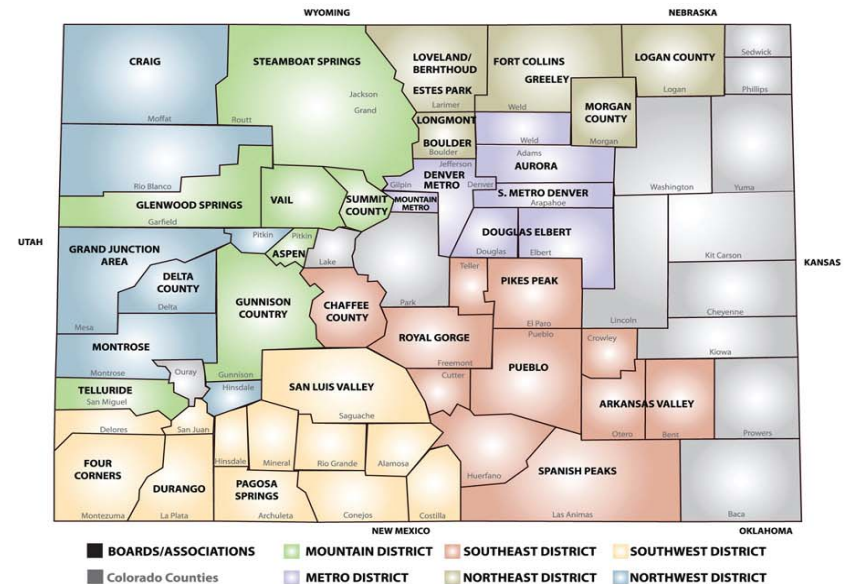 WYOMING
NEBRASKA
CRAIG
STEAMBOAT SPRINGS
LOVELAND/
BERHTHOUD
FORT COLLINS
LOGAN COUNTY
Sedwick
GREELEY
ESTES PARK
Jackson
Logan
Phillips
Larimer
Grand
Weld
MORGAN
COUNTY
Moffat
Routt
LONGMONT
BOULDER
Weld
Morgan
Boulder
Adams
Jefferson
AURORA
DENVER
METRO
Rio Blanco
Gilpin
Denver
Washington
Yuma
S. METRO DENVER
VAIL
SUMMIT
COUNTY
MOUNTAIN
METRO
Arapahoe
GLENWOOD SPRINGS
Garfield
UTAH
Pitkin
Pitkin
DOUGLAS ELBERT
GRAND JUNCTION
AREA
ASPEN
Douglas
Elbert
Kit Carson
Lake
KANSAS
Teller
DELTA
COUNTY
PIKES PEAK
GUNNISON
COUNTRY
CHAFFEE
COUNTY
Park
Delta
Cheyenne
Mesa
El Paro
Lincoln
ROYAL GORGE
Pueblo
Crowley
MONTROSE
PUEBLO
Kiowa
Fremont
Montrose
Ouray
Gunnison
Cutter
TELLURIDE
Hinsdale
SAN LUIS VALLEY
San Miguel
ARKANSAS VALLEY
Saguache
Delores
San Juan
Otero
Bent
Prowers
FOUR
CORNERS
Hinsdale
Mineral
Rio Grande
Alamosa
Huerfano
SPANISH PEAKS
DURANGO
PAGOSA
SPRINGS
Montezuma
La Plata
Archuleta
Conejos
Costilla
Las Animas
Baca
NEW MEXICO
OKLAHOMA
BOARDS/ASSOCIATIONS
MOUNTAIN DISTRICT
SOUTHEAST DISTRICT
SOUTHWEST DISTRICT
Colorado Counties
METRO DISTRICT
NORTHEAST DISTRICT
NORTHWEST DISTRICT